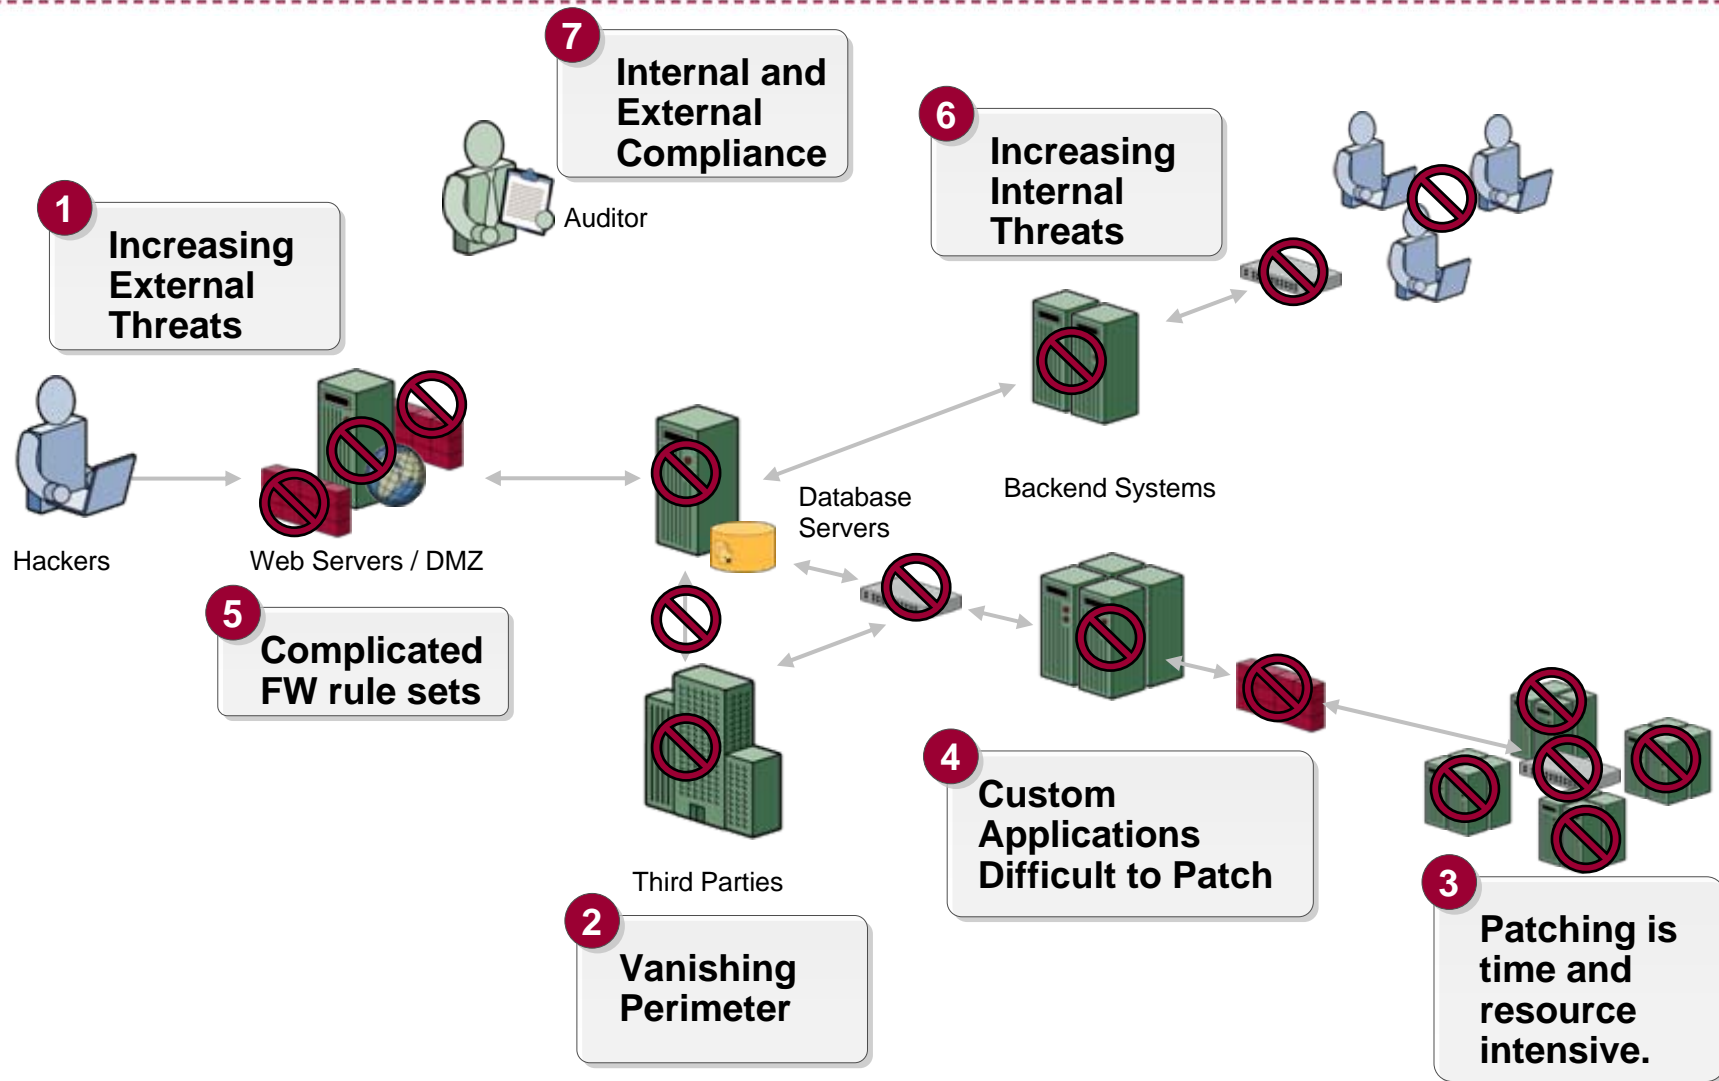 7
Internal and
External
Compliance
Auditor
6
Increasing
Internal
Threats
1
Increasing
External
Threats
Hackers
Web Servers / DMZ
Database
Servers
Backend Systems
5
Complicated
FW rule sets
Third Parties
4
Custom
Applications
Difficult to Patch
2
Vanishing
Perimeter
3
Patching is
time and
resource
intensive.